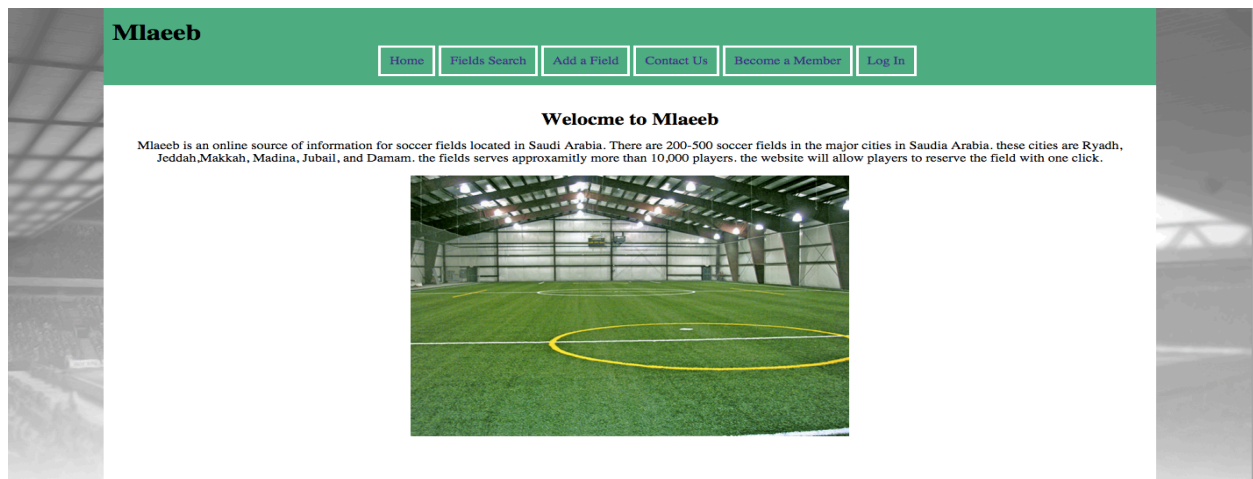 Mlaeeb
Home Fields Search Add a Field Contact Us Become a Member Log In
Welocme to Mlaeeb
Mlaeeb is an online source of information for soccer fields located in Saudi Arabia. There are 200-500 soccer fields in the major cities in Saudia Arabia. these cities are Ryadh,
Jeddah,Makkah, Madina, Jubail, and Damam. the fields serves approxamitly more than 10,000 players. the website will allow players to reserve the field with one click.